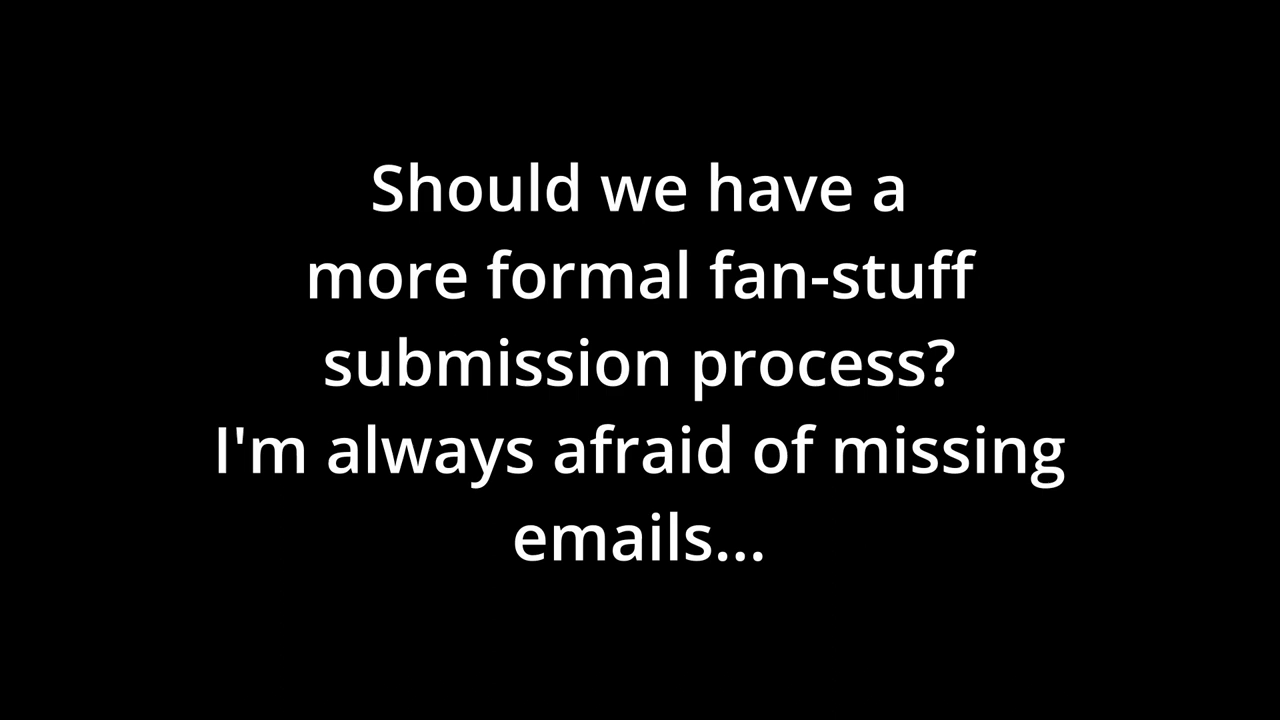 Should we have a
more formal fan-stuff
submission process?
I'm always afraid of missing
emails...